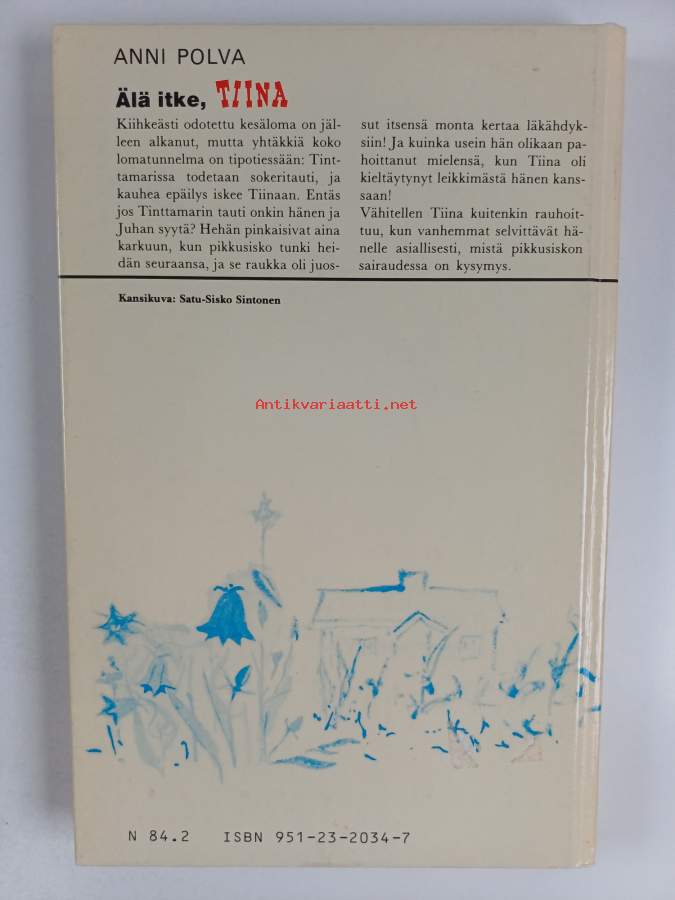 ANNI POLVA
Älä itke, TIINA
Kiihkeästi odotettu kesäloma on jäl-
leen alkanut, mutta yhtäkkiä koko
lomatunnelma on tipotiessään: Tint-
tamarissa todetaan sokeritauti, ja
kauhea epäilys iskee Tiinaan. Entäs
jos Tinttamarin tauti onkin hänen ja
Juhan syytä? Hehän pinkaisivat aina
karkuun, kun pikkusisko tunki hei-
dän seuraansa, ja se raukka oli juos-
sut itsensä monta kertaa läkähdyk-
siin! Ja kuinka usein hän olikaan pa-
hoittanut mielensä, kun Tiina oli
kieltäytynyt leikkimästä hänen kans-
saan!
Vähitellen Tiina kuitenkin rauhoit-
tuu, kun vanhemmat selvittävät hä-
nelle asiallisesti, mistä pikkusiskon
sairaudessa on kysymys.
Kansikuva: Satu-Sisko Sintonen
Antikvariaatti.net
N 84.2 ISBN 951-23-2034-7